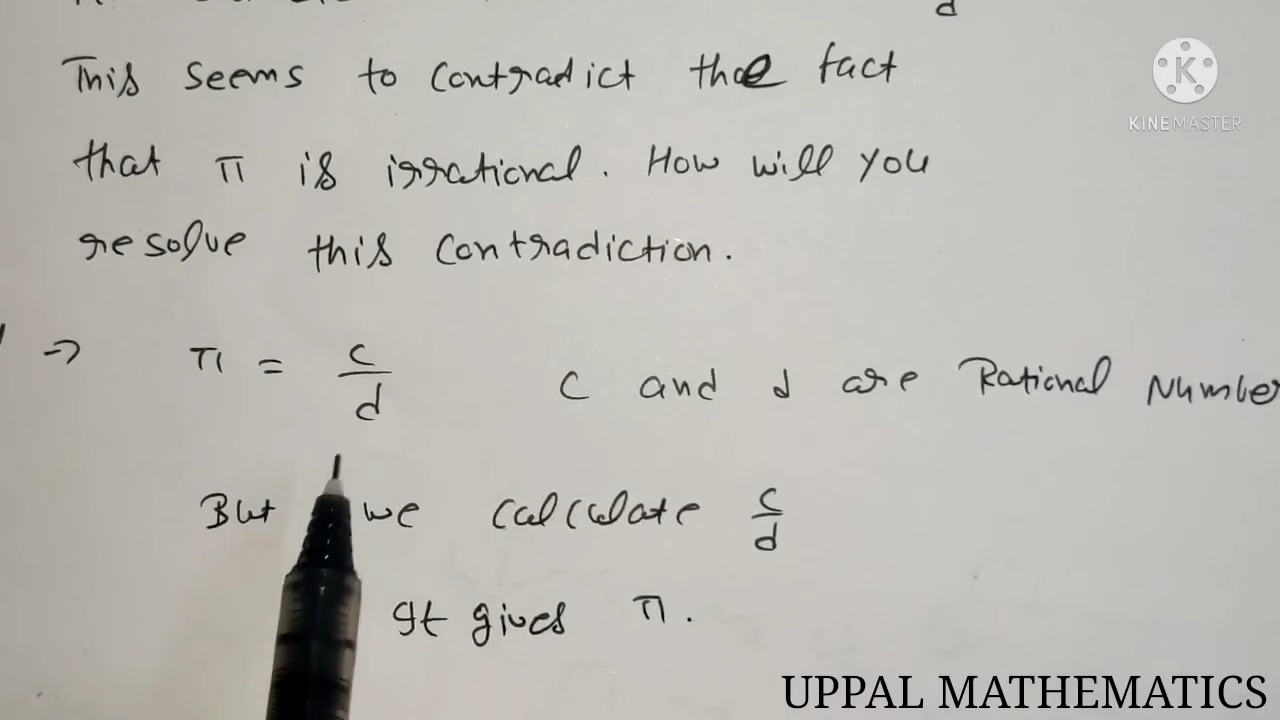 d
This seems to contradict the fact
KINEMASTER
that π is irrational. How will you
resolve this contradiction.
→ π = c/d c and d are Rational Number
But we calculate c/d
It gives π.
UPPAL MATHEMATICS